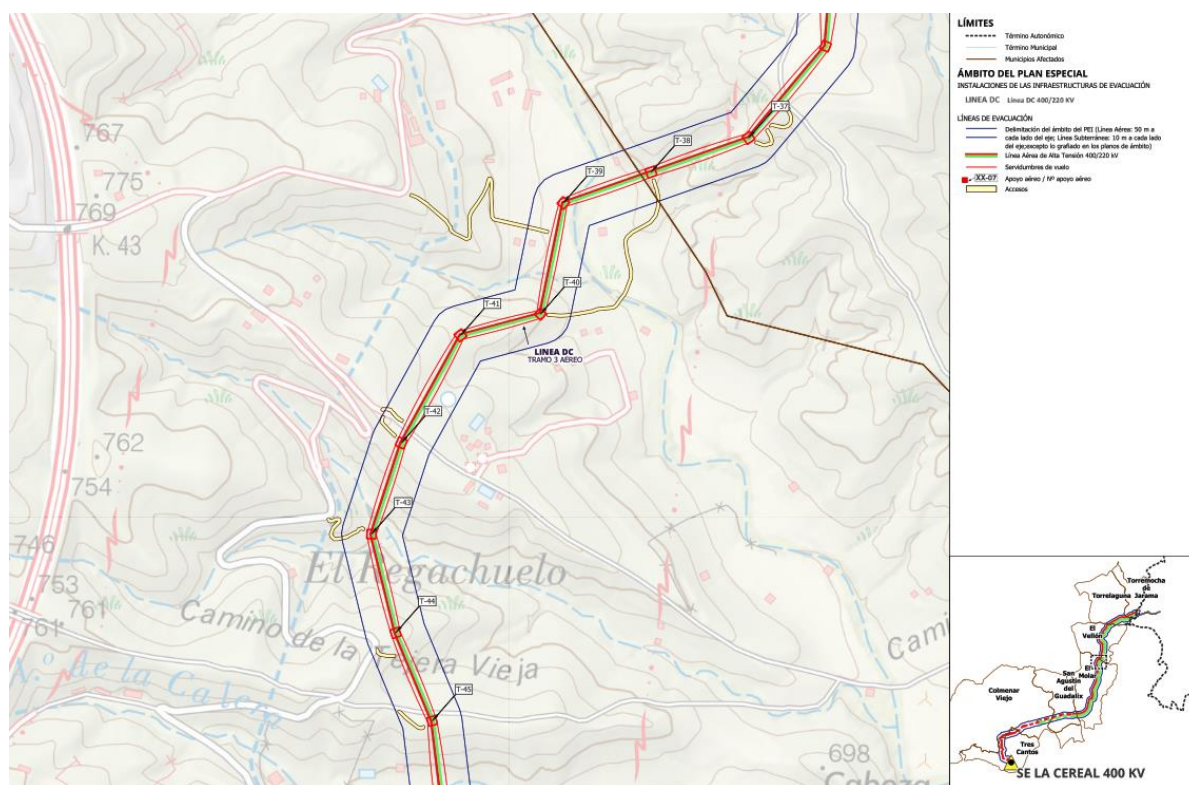 LÍMITES
Término Autonómico
Término Municipal
Municipios Afectados
ÁMBITO DEL PLAN ESPECIAL
INSTALACIONES DE LAS INFRAESTRUCTURAS DE EVACUACIÓN
LINEA DC Línea DC 400/220 KV
LÍNEAS DE EVACUACIÓN
Delimitación del ámbito del PEI (Línea Aérea: 50 m a
cada lado del eje; Línea Subterránea: 10 m a cada lado
del eje;excepto lo grafiado en los planos de ámbito)
Línea Aérea de Alta Tensión 400/220 kV
Servidumbres de vuelo
XX-07 Apoyo aéreo / Nº apoyo aéreo
Accesos
T-37
T-38
T-39
T-40
T-41
LINEA DC
TRAMO 3 AEREO
T-42
T-43
T-44
T-45
767
775
769
K. 43
762
754
746
753
761
761
El Regachuelo
Camino de la Tejera Vieja
A.º de la Calera
Cami
698
Cabeza
Torremocha
de
Jarama
Torrelaguna
El
Vellón
El
Molar
San
Agustín
del
Guadalix
Colmenar
Viejo
Tres
Cantos
SE LA CEREAL 400 KV